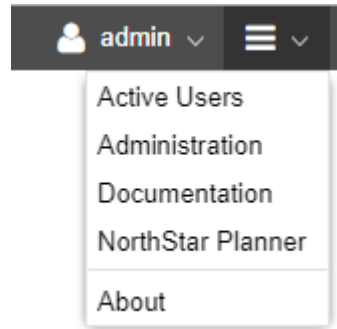 admin
Active Users
Administration
Documentation
NorthStar Planner
About